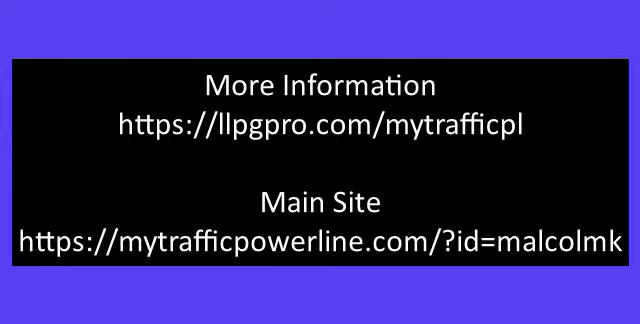 More Information
https://llpgpro.com/mytrafficpl
Main Site
https://mytrafficpowerline.com/?id=malcolmk